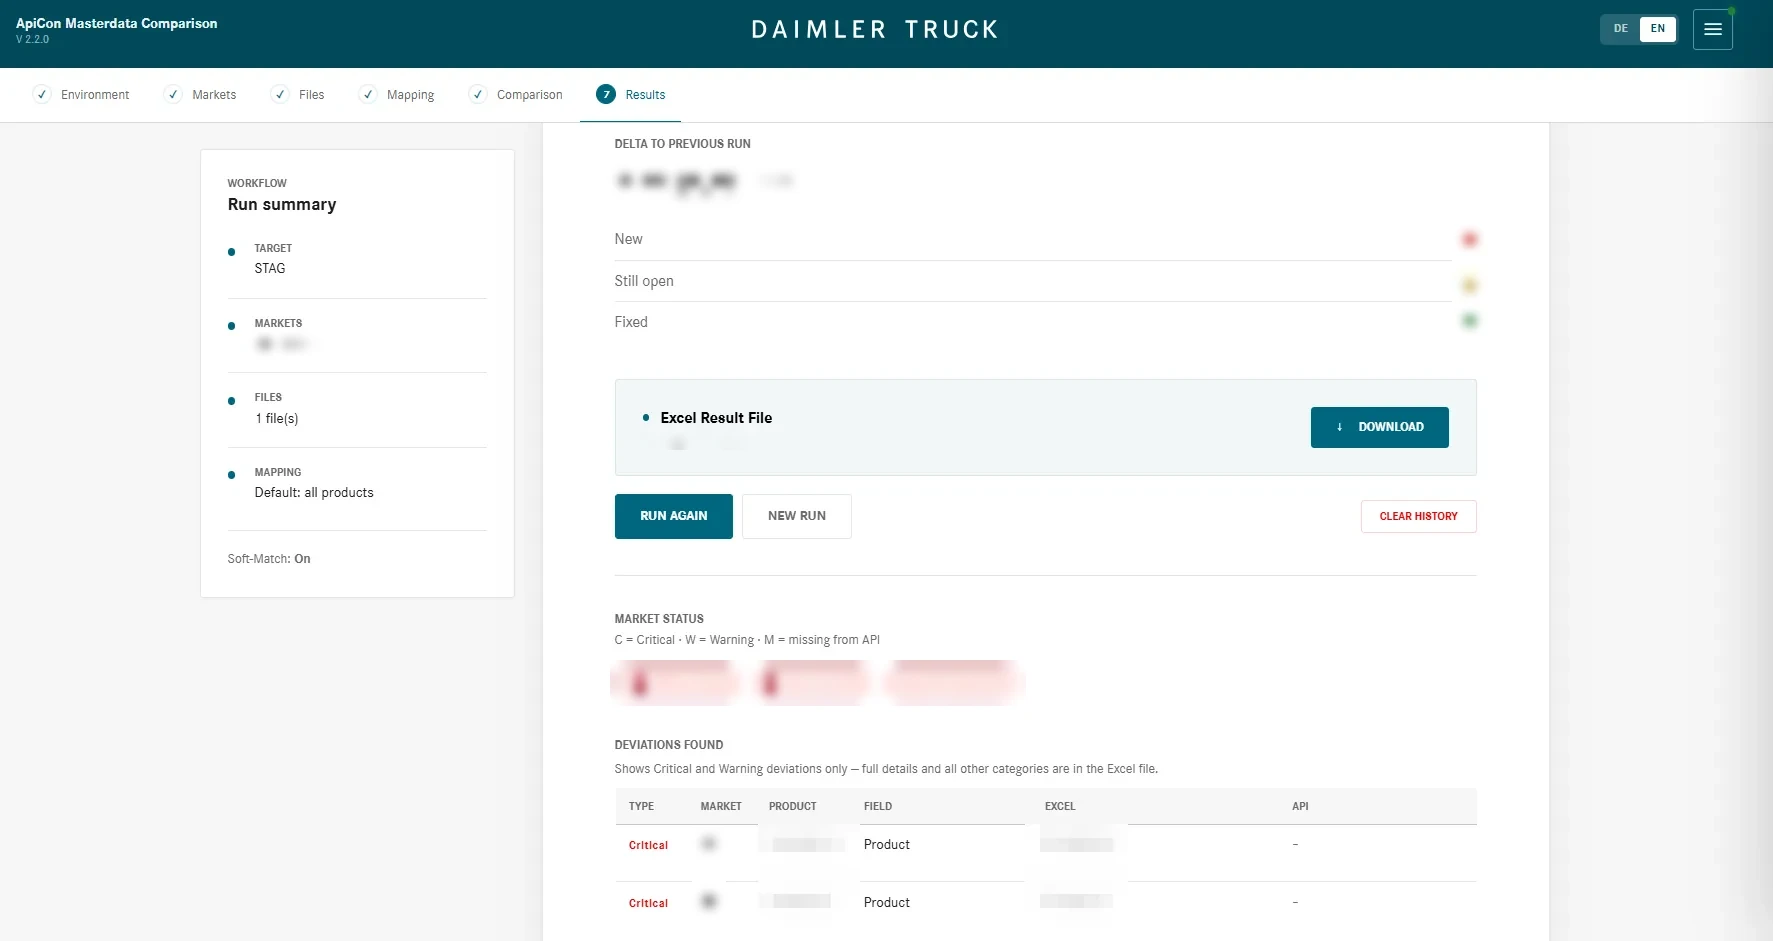 ApiCon Masterdata Comparison
V 2.2.0
DAIMLER TRUCK
DE EN
✓ Environment ✓ Markets ✓ Files ✓ Mapping ✓ Comparison 7 Results
WORKFLOW
Run summary
TARGET
STAG
MARKETS
FILES
1 file(s)
MAPPING
Default: all products
Soft-Match: On
DELTA TO PREVIOUS RUN
New
Still open
Fixed
Excel Result File
↓ DOWNLOAD
RUN AGAIN NEW RUN CLEAR HISTORY
MARKET STATUS
C = Critical · W = Warning · M = missing from API
DEVIATIONS FOUND
Shows Critical and Warning deviations only – full details and all other categories are in the Excel file.
TYPE MARKET PRODUCT FIELD EXCEL API
Critical Product –
Critical Product –